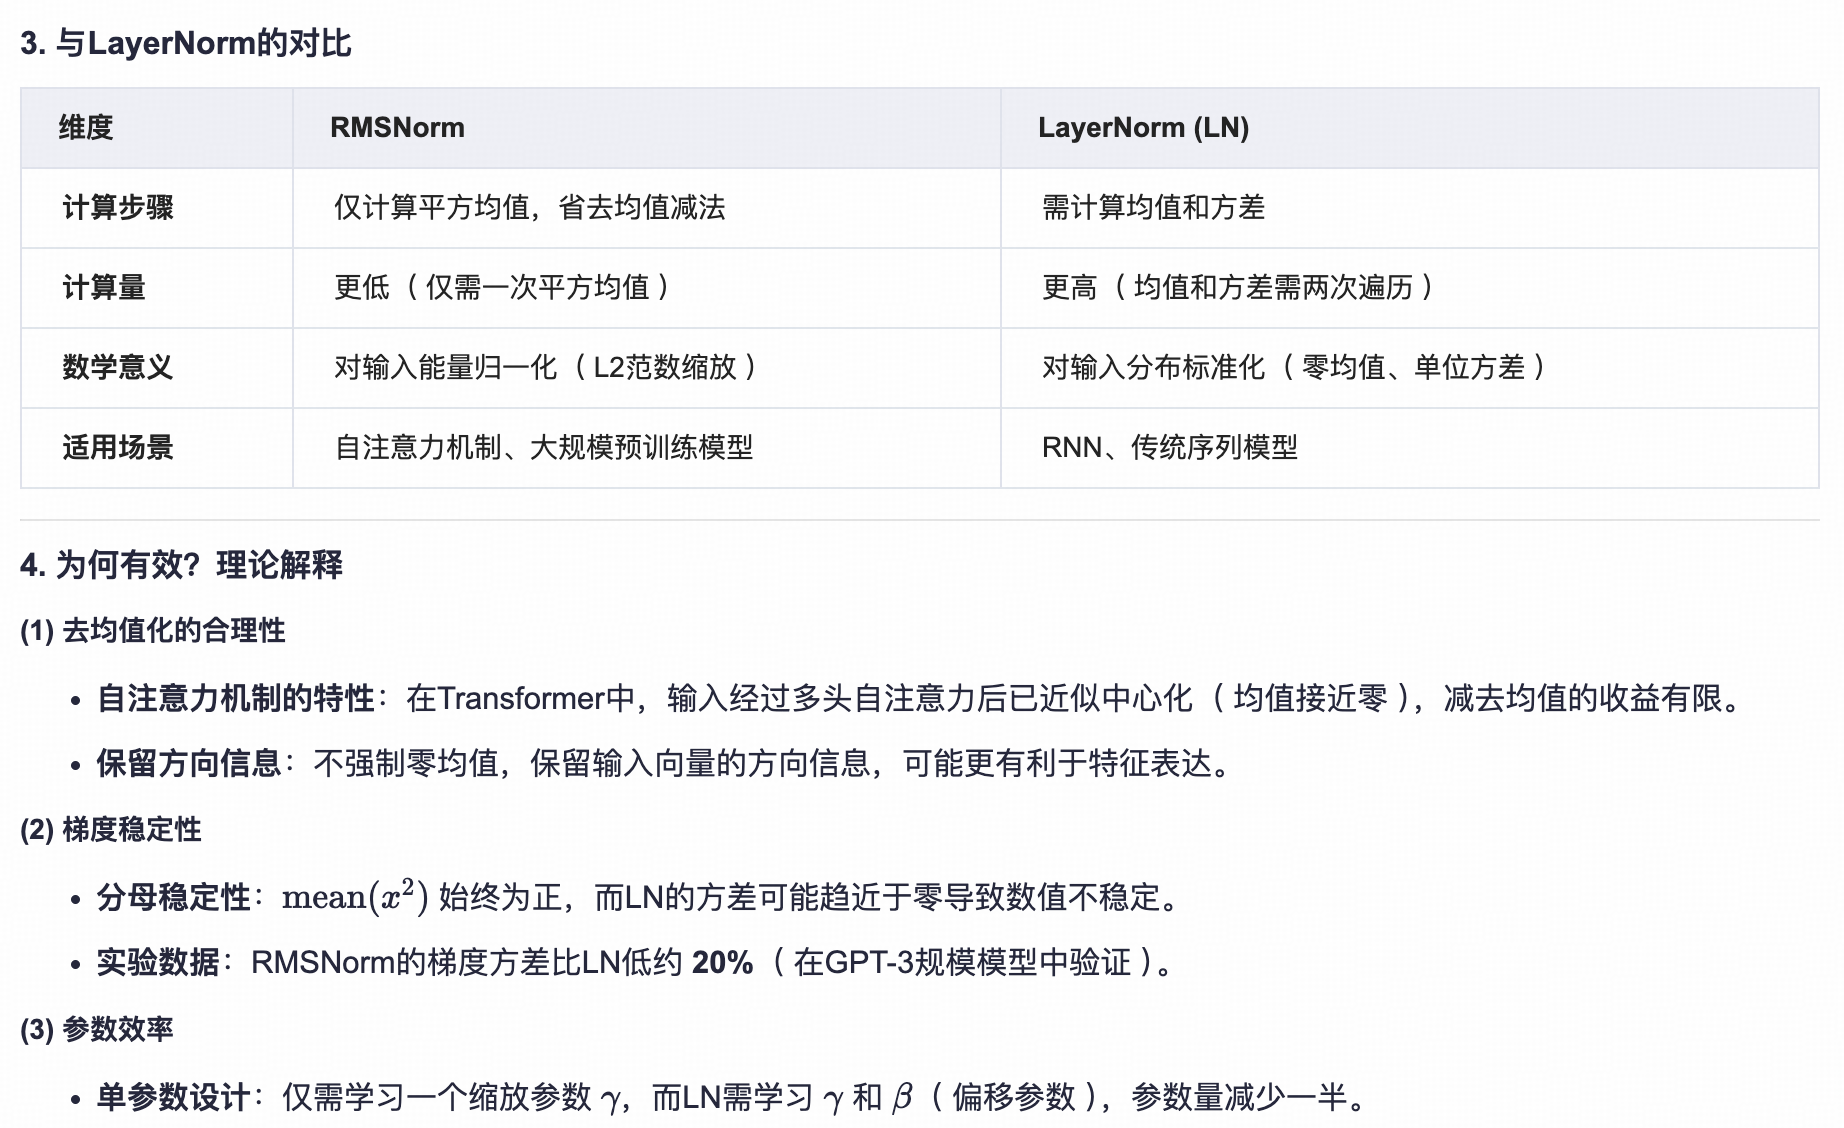 3. 与LayerNorm的对比
维度 RMSNorm LayerNorm (LN)
计算步骤 仅计算平方均值，省去均值减法 需计算均值和方差
计算量 更低（仅需一次平方均值） 更高（均值和方差需两次遍历）
数学意义 对输入能量归一化（L2范数缩放） 对输入分布标准化（零均值、单位方差）
适用场景 自注意力机制、大规模预训练模型 RNN、传统序列模型
4. 为何有效？理论解释
(1) 去均值化的合理性
• 自注意力机制的特性：在Transformer中，输入经过多头自注意力后已近似中心化（均值接近零），减去均值的收益有限。
• 保留方向信息：不强制零均值，保留输入向量的方向信息，可能更有利于特征表达。
(2) 梯度稳定性
• 分母稳定性：mean(x²) 始终为正，而LN的方差可能趋近于零导致数值不稳定。
• 实验数据：RMSNorm的梯度方差比LN低约 20%（在GPT-3规模模型中验证）。
(3) 参数效率
• 单参数设计：仅需学习一个缩放参数 γ，而LN需学习 γ 和 β（偏移参数），参数量减少一半。